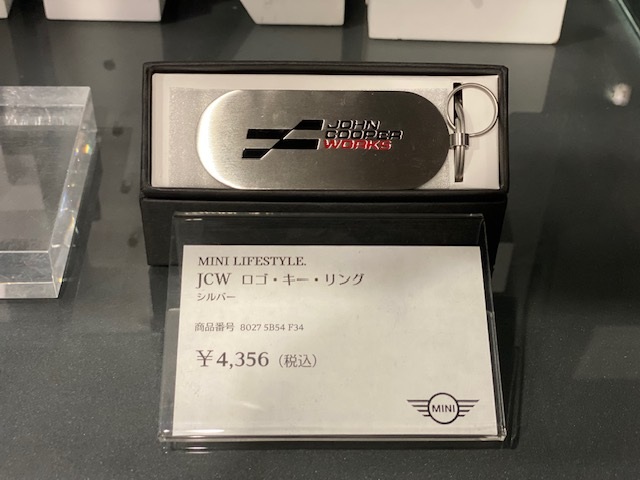 JOHN
COOPER
WORKS
MINI LIFESTYLE.
JCW ロゴ・キー・リング
シルバー
商品番号 8027 5B54 F34
￥4,356（税込）
MINI